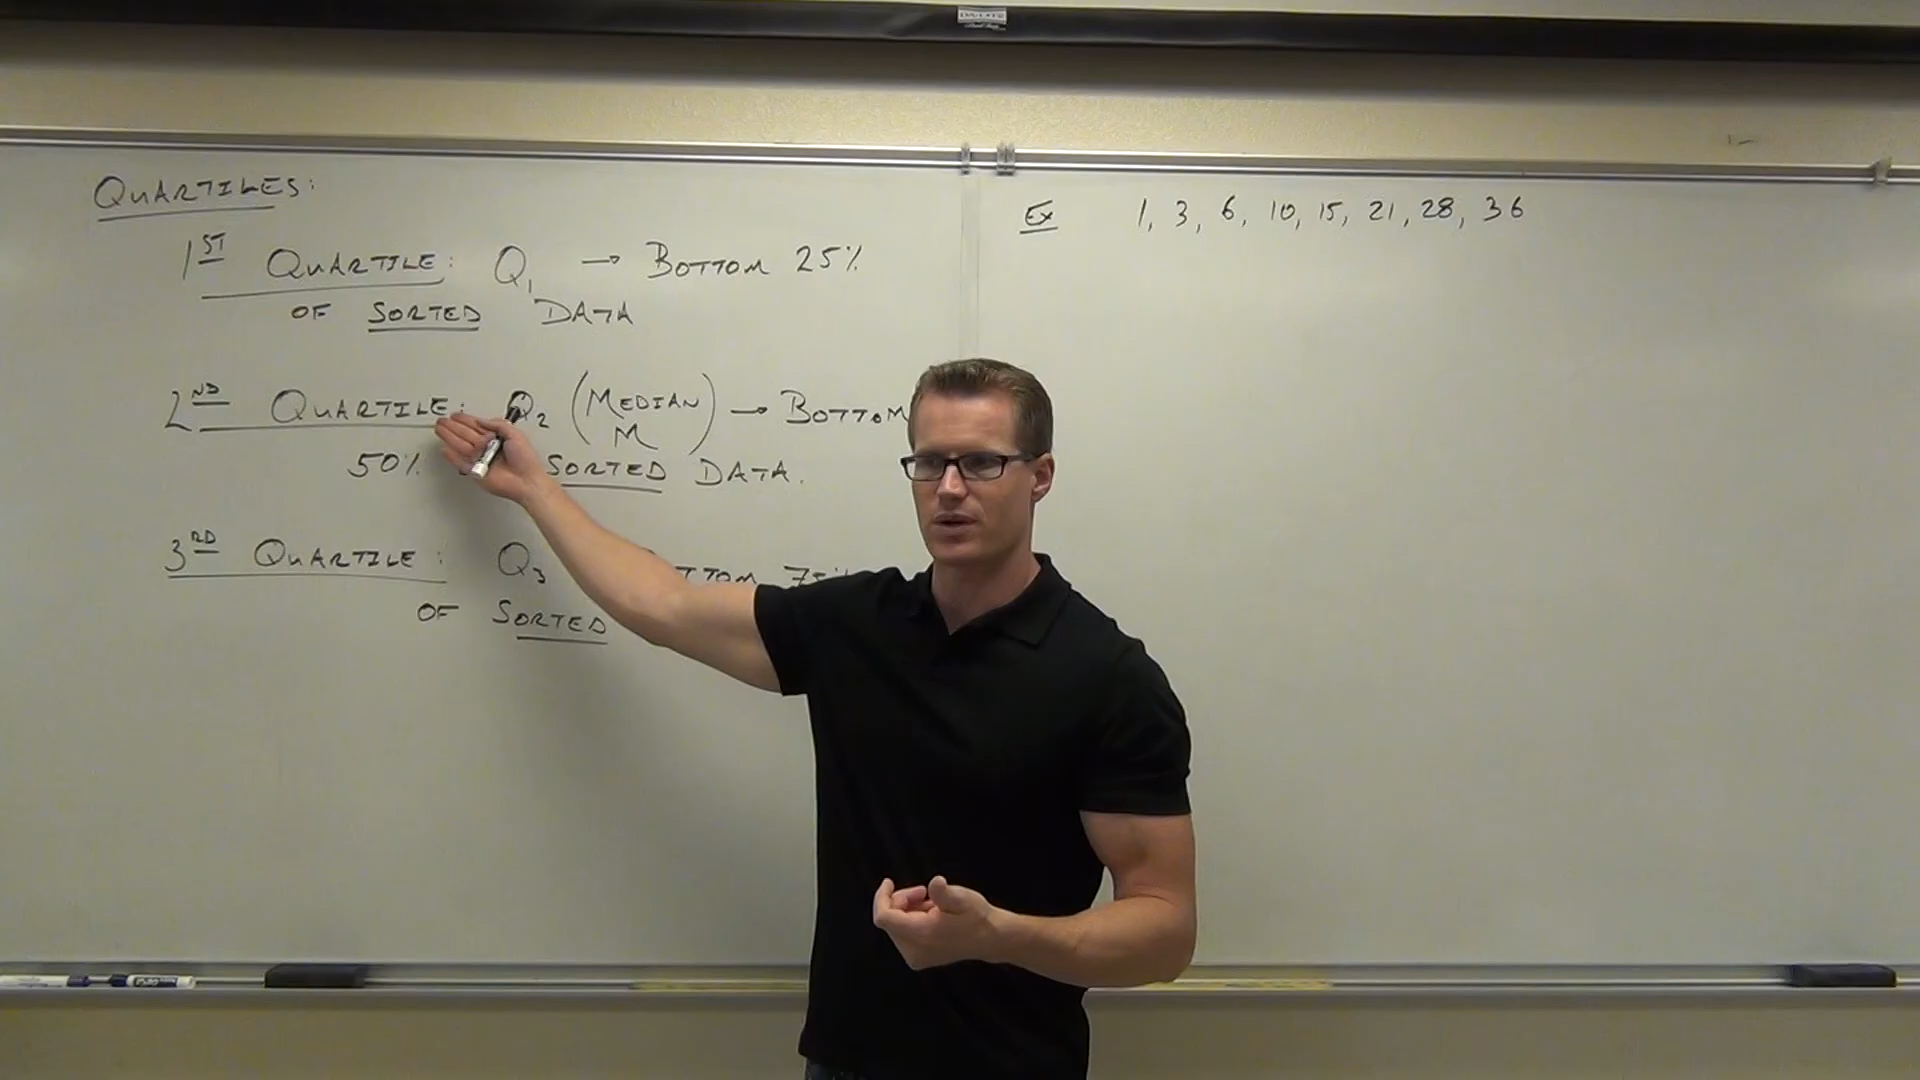 QUARTILES:
1ST QUARTILE: Q1 → BOTTOM 25%
OF SORTED DATA
2ND QUARTILE: Q2 (MEDIAN M) → BOTTOM
50% SORTED DATA.
3RD QUARTILE: Q3 75%
OF SORTED
Ex 1, 3, 6, 10, 15, 21, 28, 36